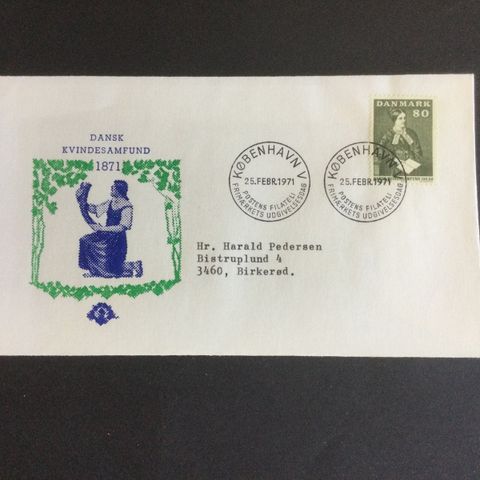 DANSK
KVINDESAMFUND
1871
KØBENHAVN V
25.FEBR.1971
POSTENS FILATELI
FRIMÆRKETS UDGIVELSESDAG
KØBENHAVN V
25.FEBR.1971
POSTENS FILATELI
FRIMÆRKETS UDGIVELSESDAG
DANMARK
80
Hr. Harald Pedersen
Bistruplund 4
3460, Birkerød.